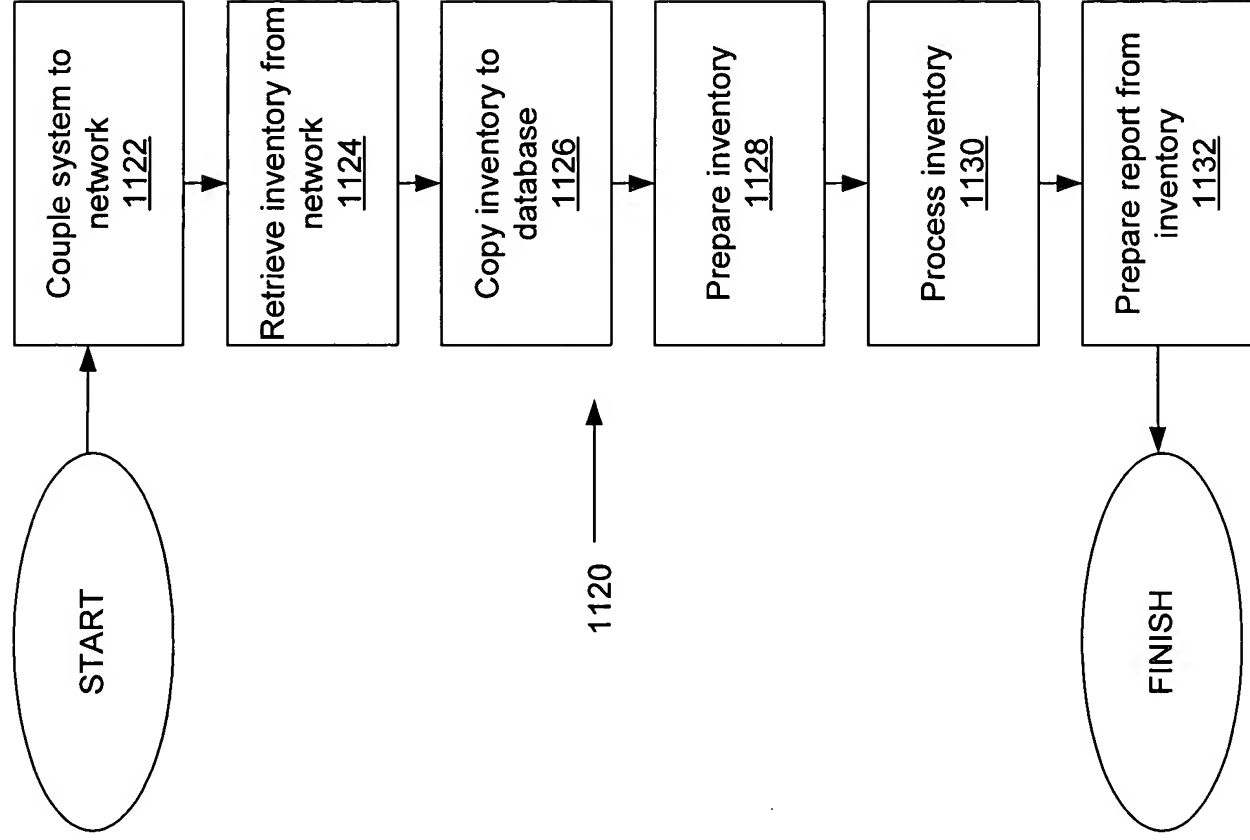 START
Couple system to
network
1122
Retrieve inventory from
network
1124
Copy inventory to
database
1126
1120
Prepare inventory
1128
Process inventory
1130
Prepare report from
inventory
1132
FINISH